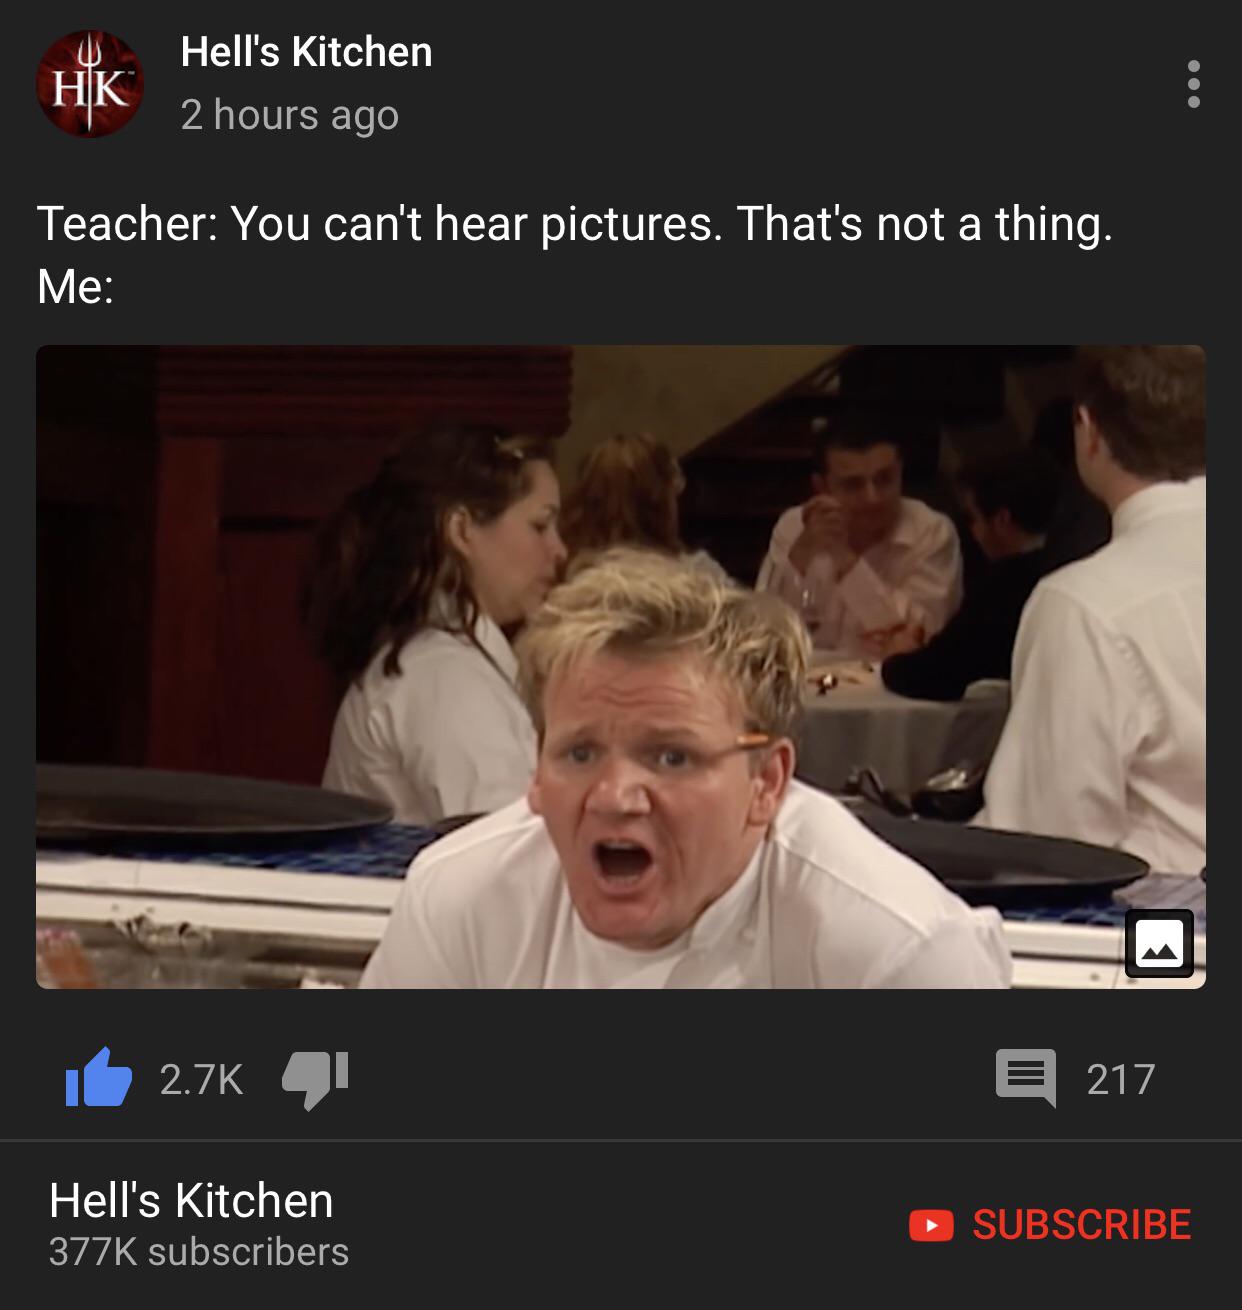 HK
Hell's Kitchen
2 hours ago
Teacher: You can't hear pictures. That's not a thing.
Me:
2.7K
217
Hell's Kitchen
377K subscribers
SUBSCRIBE